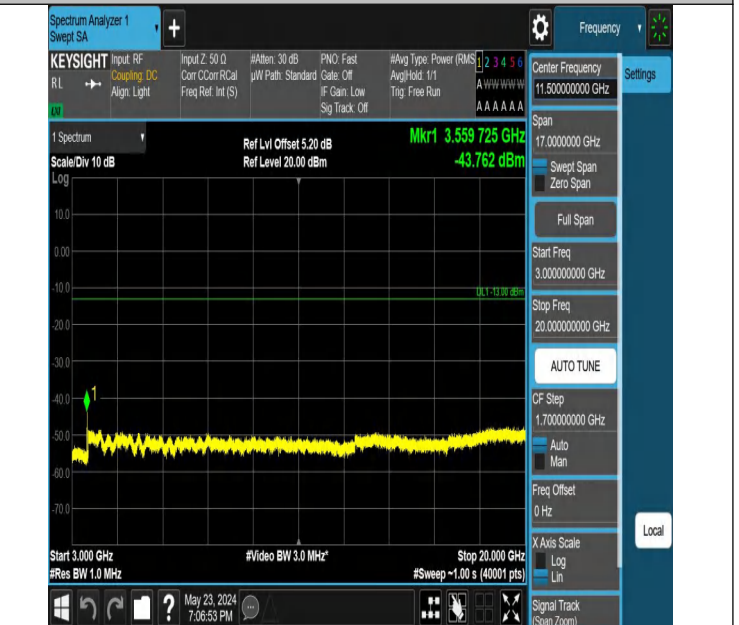 Spectrum Analyzer 1
Swept SA
+
Frequency
KEYSIGHT
R L
LXI
Input: RF
Coupling: DC
Align: Light
Input Z: 50 Ω
Corr CCorr RCal
Freq Ref: Int (S)
#Atten: 30 dB
µW Path: Standard
PNO: Fast
Gate: Off
IF Gain: Low
Sig Track: Off
#Avg Type: Power (RMS
Avg|Hold: 1/1
Trig: Free Run
1 2 3 4 5 6
A W W W W W
A A A A A A
1 Spectrum
Scale/Div 10 dB
Log
Ref Lvl Offset 5.20 dB
Ref Level 20.00 dBm
Mkr1 3.559 725 GHz
-43.762 dBm
10.0
0.00
-10.0
DL1 -13.00 dBm
-20.0
-30.0
-40.0
1
-50.0
-60.0
-70.0
Start 3.000 GHz
#Res BW 1.0 MHz
#Video BW 3.0 MHz*
Stop 20.000 GHz
#Sweep ~1.00 s (40001 pts)
Center Frequency
11.500000000 GHz
Settings
Span
17.0000000 GHz
Swept Span
Zero Span
Full Span
Start Freq
3.000000000 GHz
Stop Freq
20.000000000 GHz
AUTO TUNE
CF Step
1.700000000 GHz
Auto
Man
Freq Offset
0 Hz
X Axis Scale
Log
Lin
Local
Signal Track
(Span Zoom)
?
May 23, 2024
7:06:53 PM